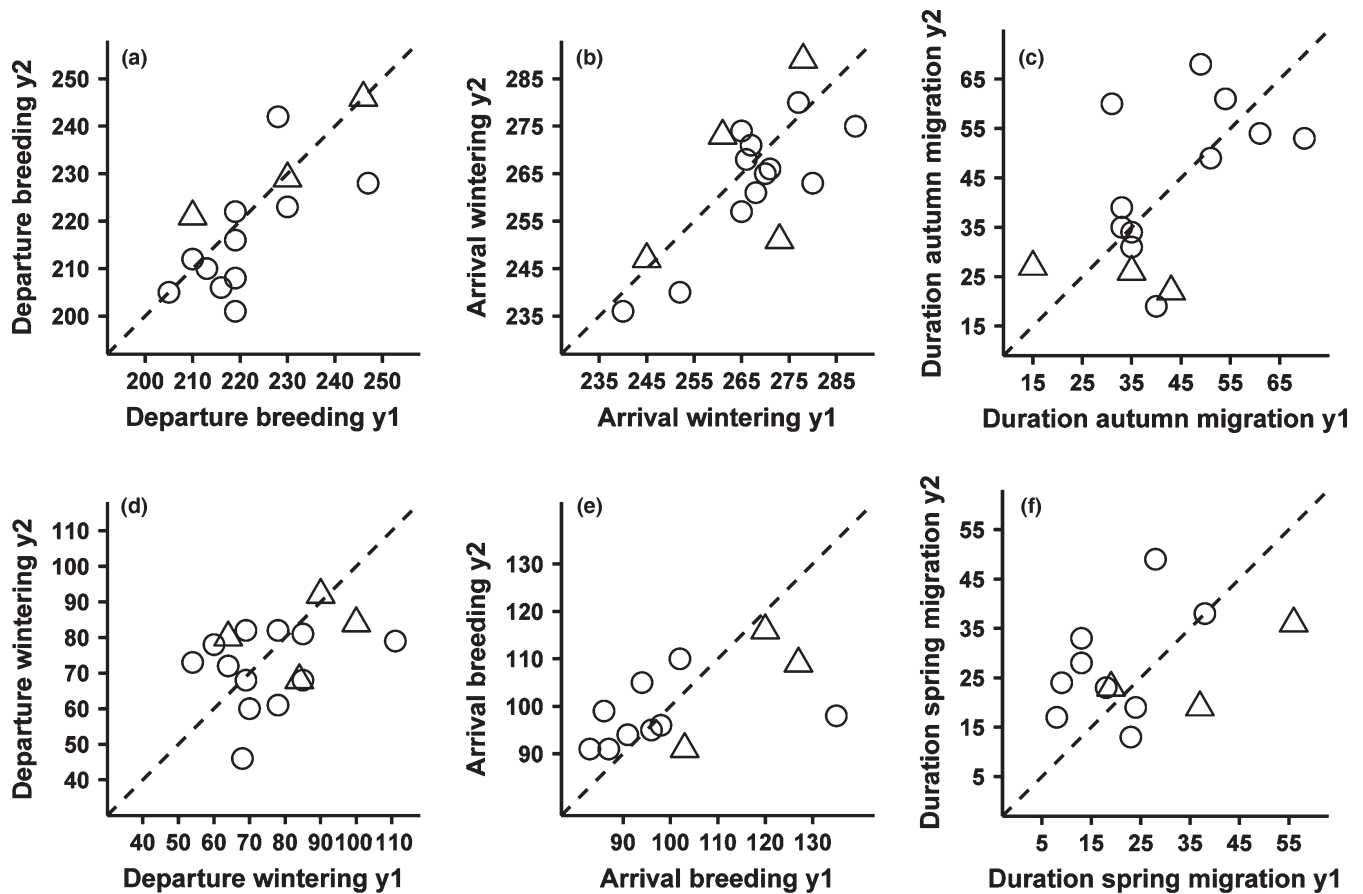 (a)
Departure breeding y2
250
240
230
220
210
200
200 210 220 230 240 250
Departure breeding y1
(b)
Arrival wintering y2
285
275
265
255
245
235
235 245 255 265 275 285
Arrival wintering y1
(c)
Duration autumn migration y2
65
55
45
35
25
15
15 25 35 45 55 65
Duration autumn migration y1
(d)
Departure wintering y2
110
100
90
80
70
60
50
40
40 50 60 70 80 90 100 110
Departure wintering y1
(e)
Arrival breeding y2
130
120
110
100
90
90 100 110 120 130
Arrival breeding y1
(f)
Duration spring migration y2
55
45
35
25
15
5
5 15 25 35 45 55
Duration spring migration y1